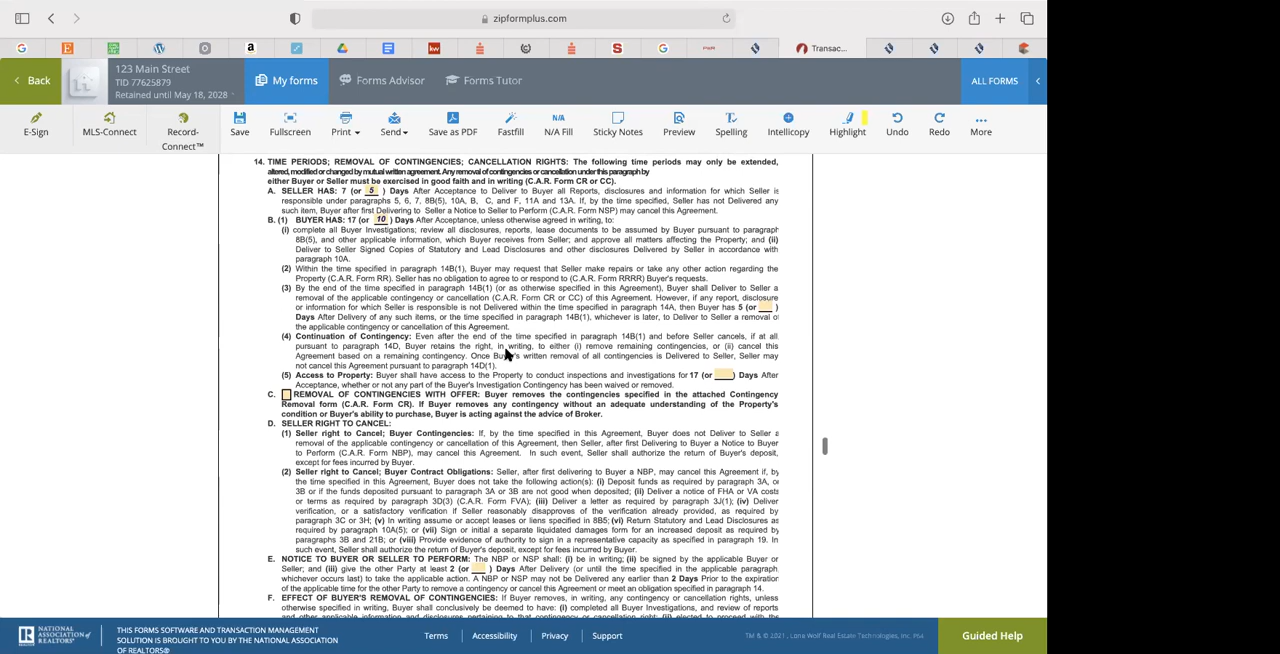 zipformplus.com
Transac...
Back
123 Main Street
TID 77625879
Retained until May 18, 2028
My forms
Forms Advisor
Forms Tutor
ALL FORMS
E-Sign
MLS-Connect
Record-
Connect™
Save
Fullscreen
Print
Send
Save as PDF
Fastfill
N/A
N/A Fill
Sticky Notes
Preview
Spelling
Intellicopy
Highlight
Undo
Redo
More
14. TIME PERIODS; REMOVAL OF CONTINGENCIES; CANCELLATION RIGHTS: The following time periods may only be extended,
altered, modified or changed by mutual written agreement. Any removal of contingencies or cancellation under this paragraph by
either Buyer or Seller must be exercised in good faith and in writing (C.A.R. Form CR or CC).
A. SELLER HAS: 7 (or 5 ) Days After Acceptance to Deliver to Buyer all Reports, disclosures and information for which Seller is
responsible under paragraphs 5, 6, 7, 8B(5), 10A, B, C, and F, 11A and 13A. If, by the time specified, Seller has not Delivered any
such item, Buyer after first Delivering to Seller a Notice to Seller to Perform (C.A.R. Form NSP) may cancel this Agreement.
B. (1) BUYER HAS: 17 (or 10 ) Days After Acceptance, unless otherwise agreed in writing, to:
(i) complete all Buyer Investigations; review all disclosures, reports, lease documents to be assumed by Buyer pursuant to paragraph
8B(5), and other applicable information, which Buyer receives from Seller; and approve all matters affecting the Property; and (ii)
Deliver to Seller Signed Copies of Statutory and Lead Disclosures and other disclosures Delivered by Seller in accordance with
paragraph 10A.
(2) Within the time specified in paragraph 14B(1), Buyer may request that Seller make repairs or take any other action regarding the
Property (C.A.R. Form RR). Seller has no obligation to agree to or respond to (C.A.R. Form RRRR) Buyer's requests.
(3) By the end of the time specified in paragraph 14B(1) (or as otherwise specified in this Agreement), Buyer shall Deliver to Seller a
removal of the applicable contingency or cancellation (C.A.R. Form CR or CC) of this Agreement. However, if any report, disclosure
or information for which Seller is responsible is not Delivered within the time specified in paragraph 14A, then Buyer has 5 (or )
Days After Delivery of any such items, or the time specified in paragraph 14B(1), whichever is later, to Deliver to Seller a removal of
the applicable contingency or cancellation of this Agreement.
(4) Continuation of Contingency: Even after the end of the time specified in paragraph 14B(1) and before Seller cancels, if at all,
pursuant to paragraph 14D, Buyer retains the right, in writing, to either (i) remove remaining contingencies, or (ii) cancel this
Agreement based on a remaining contingency. Once Buyer's written removal of all contingencies is Delivered to Seller, Seller may
not cancel this Agreement pursuant to paragraph 14D(1).
(5) Access to Property: Buyer shall have access to the Property to conduct inspections and investigations for 17 (or ) Days After
Acceptance, whether or not any part of the Buyer's Investigation Contingency has been waived or removed.
C. REMOVAL OF CONTINGENCIES WITH OFFER: Buyer removes the contingencies specified in the attached Contingency
Removal form (C.A.R. Form CR). If Buyer removes any contingency without an adequate understanding of the Property's
condition or Buyer's ability to purchase, Buyer is acting against the advice of Broker.
D. SELLER RIGHT TO CANCEL:
(1) Seller right to Cancel; Buyer Contingencies: If, by the time specified in this Agreement, Buyer does not Deliver to Seller a
removal of the applicable contingency or cancellation of this Agreement, then Seller, after first Delivering to Buyer a Notice to Buyer
to Perform (C.A.R. Form NBP), may cancel this Agreement. In such event, Seller shall authorize the return of Buyer's deposit,
except for fees incurred by Buyer.
(2) Seller right to Cancel; Buyer Contract Obligations: Seller, after first delivering to Buyer a NBP, may cancel this Agreement if, by
the time specified in this Agreement, Buyer does not take the following action(s): (i) Deposit funds as required by paragraph 3A, or
3B or if the funds deposited pursuant to paragraph 3A or 3B are not good when deposited; (ii) Deliver a notice of FHA or VA costs
or terms as required by paragraph 3D(3) (C.A.R. Form FVA); (iii) Deliver a letter as required by paragraph 3J(1); (iv) Deliver
verification, or a satisfactory verification if Seller reasonably disapproves of the verification already provided, as required by
paragraph 3C or 3H; (v) In writing assume or accept leases or liens specified in 8B5; (vi) Return Statutory and Lead Disclosures as
required by paragraph 10A(5); or (vii) Sign or initial a separate liquidated damages form for an increased deposit as required by
paragraphs 3B and 21B; or (viii) Provide evidence of authority to sign in a representative capacity as specified in paragraph 19. In
such event, Seller shall authorize the return of Buyer's deposit, except for fees incurred by Buyer.
E. NOTICE TO BUYER OR SELLER TO PERFORM: The NBP or NSP shall: (i) be in writing; (ii) be signed by the applicable Buyer or
Seller; and (iii) give the other Party at least 2 (or ) Days After Delivery (or until the time specified in the applicable paragraph,
whichever occurs last) to take the applicable action. A NBP or NSP may not be Delivered any earlier than 2 Days Prior to the expiration
of the applicable time for the other Party to remove a contingency or cancel this Agreement or meet an obligation specified in paragraph 14.
F. EFFECT OF BUYER'S REMOVAL OF CONTINGENCIES: If Buyer removes, in writing, any contingency or cancellation rights, unless
otherwise specified in writing, Buyer shall conclusively be deemed to have: (i) completed all Buyer Investigations, and review of reports
and other applicable information and disclosures pertaining to that contingency or cancellation right; (ii) elected to proceed with the
NATIONAL
ASSOCIATION of
REALTORS®
THIS FORMS SOFTWARE AND TRANSACTION MANAGEMENT
SOLUTION IS BROUGHT TO YOU BY THE NATIONAL ASSOCIATION
OF REALTORS®
Terms
Accessibility
Privacy
Support
TM & © 2021, Lone Wolf Real Estate Technologies, Inc.
Guided Help